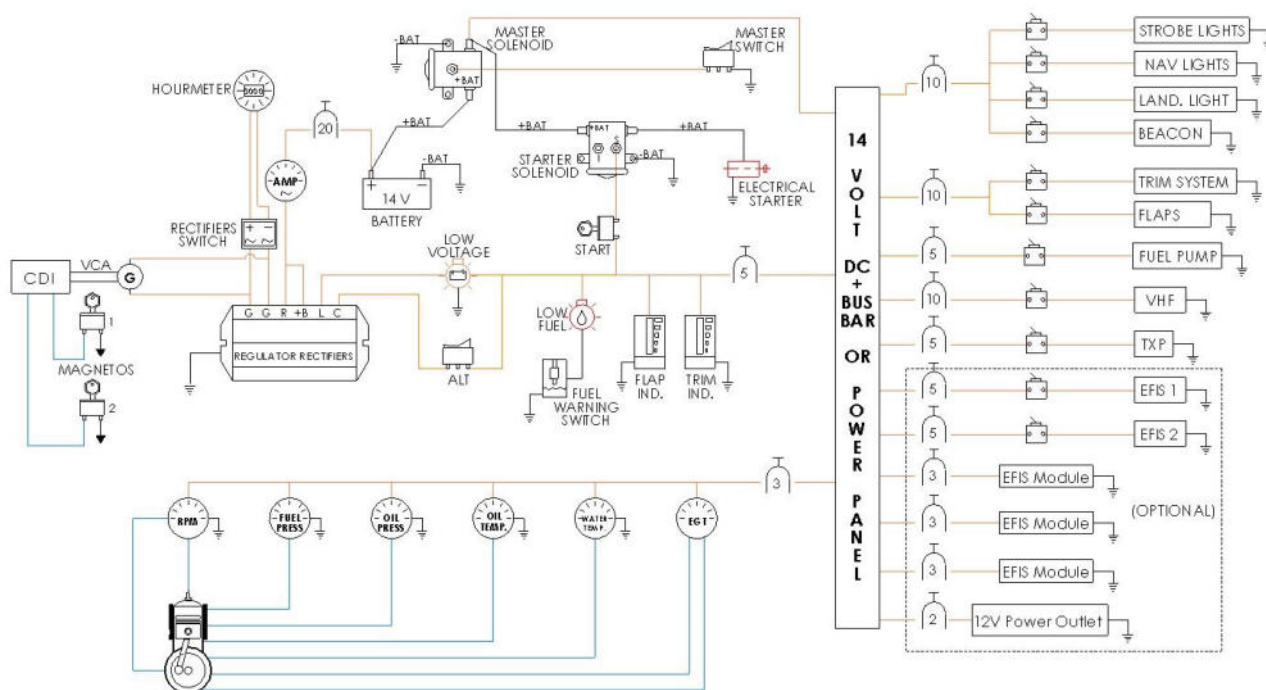 -BAT
MASTER
SOLENOID
+BAT
MASTER
SWITCH
HOURMETER
0000
20
+BAT
+BAT
+BAT
+BAT
S
I
-BAT
STARTER
SOLENOID
ELECTRICAL
STARTER
AMP
~
-BAT
+ −
14 V
BATTERY
RECTIFIERS
SWITCH
+ −
~ ~
START
LOW
VOLTAGE
5
CDI
VCA
G
G G R +B L C
REGULATOR RECTIFIERS
1
MAGNETOS
2
ALT
LOW
FUEL
FUEL
WARNING
SWITCH
FLAP
IND.
TRIM
IND.
3
RPM
FUEL
PRESS
OIL
PRESS
OIL
TEMP.
WATER
TEMP
EGT
14 VOLT DC + BUS BAR OR POWER PANEL
10
STROBE LIGHTS
NAV LIGHTS
LAND. LIGHT
BEACON
10
TRIM SYSTEM
FLAPS
5
FUEL PUMP
10
VHF
5
TXP
5
EFIS 1
5
EFIS 2
3
EFIS Module
3
EFIS Module
(OPTIONAL)
3
EFIS Module
2
12V Power Outlet